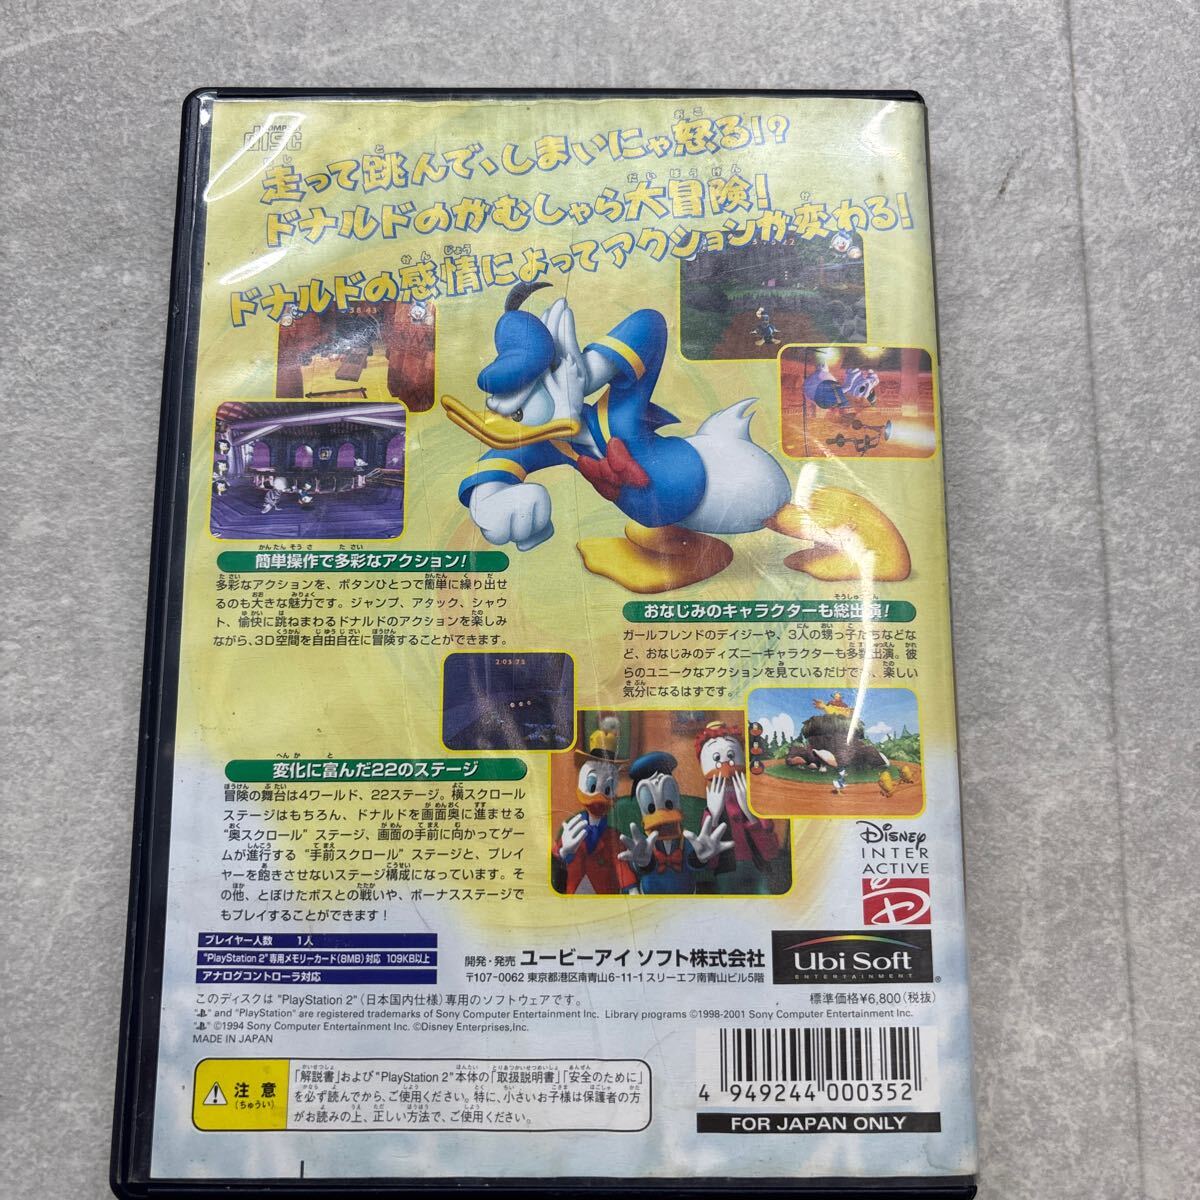 COMPACT
disc
走って跳んで、しまいにゃ怒る!?
ドナルドのがむしゃら大冒険!
ドナルドの感情によってアクションが変わる!
簡単操作で多彩なアクション!
多彩なアクションを、ボタンひとつで簡単に繰り出せ
るのも大きな魅力です。ジャンプ、アタック、シャウ
ト、愉快に跳ねまわるドナルドのアクションを楽しみ
ながら、3D空間を自由自在に冒険することができます。
おなじみのキャラクターも総出演!
ガールフレンドのデイジーや、3人の甥っ子たちなどな
ど、おなじみのディズニーキャラクターも多数出演。彼
らのユニークなアクションを見ているだけでも、楽しい
気分になるはずです。
2:05:75
変化に富んだ22のステージ
冒険の舞台は4ワールド、22ステージ。横スクロール
ステージはもちろん、ドナルドを画面奥に進ませる
“奥スクロール”ステージ、画面の手前に向かってゲー
ムが進行する“手前スクロール”ステージと、プレイ
ヤーを飽きさせないステージ構成になっています。そ
の他、とぼけたボスとの戦いや、ボーナスステージで
もプレイすることができます!
Disney
INTER
ACTIVE
プレイヤー人数 1人
"PlayStation 2"専用メモリーカード(8MB)対応 109KB以上
アナログコントローラ対応
開発・発売 ユービーアイ ソフト株式会社
〒107-0062 東京都港区南青山6-11-1 スリーエフ南青山ビル5階
Ubi Soft
ENTERTAINMENT
®
このディスクは "PlayStation 2"(日本国内仕様)専用のソフトウェアです。
標準価格¥6,800(税抜)
" " and "PlayStation" are registered trademarks of Sony Computer Entertainment Inc. Library programs ©1998-2001 Sony Computer Entertainment Inc.
" " ©1994 Sony Computer Entertainment Inc. ©Disney Enterprises,Inc.
MADE IN JAPAN
注意
(ちゅうい)
「解説書」および"PlayStation 2"本体の「取扱説明書」「安全のために」
を必ず読んでから、ご使用ください。特に、小さいお子様は保護者の方
がお読みの上、正しい方法で、ご使用ください。
4 949244 000352
FOR JAPAN ONLY